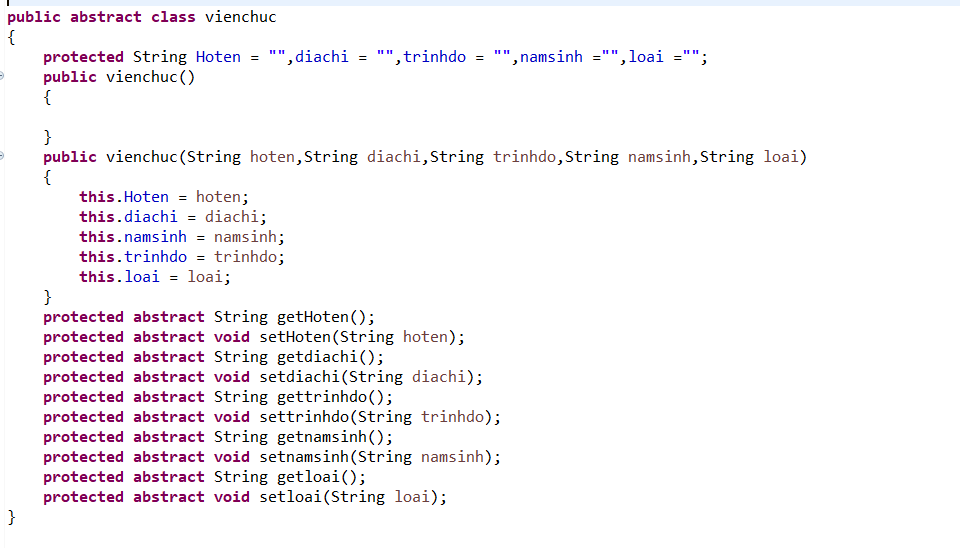 public abstract class vienchuc
{
    protected String Hoten = "",diachi = "",trinhdo = "",namsinh ="",loai ="";
    public vienchuc()
    {

    }
    public vienchuc(String hoten,String diachi,String trinhdo,String namsinh,String loai)
    {
        this.Hoten = hoten;
        this.diachi = diachi;
        this.namsinh = namsinh;
        this.trinhdo = trinhdo;
        this.loai = loai;
    }
    protected abstract String getHoten();
    protected abstract void setHoten(String hoten);
    protected abstract String getdiachi();
    protected abstract void setdiachi(String diachi);
    protected abstract String gettrinhdo();
    protected abstract void settrinhdo(String trinhdo);
    protected abstract String getnamsinh();
    protected abstract void setnamsinh(String namsinh);
    protected abstract String getloai();
    protected abstract void setloai(String loai);
}